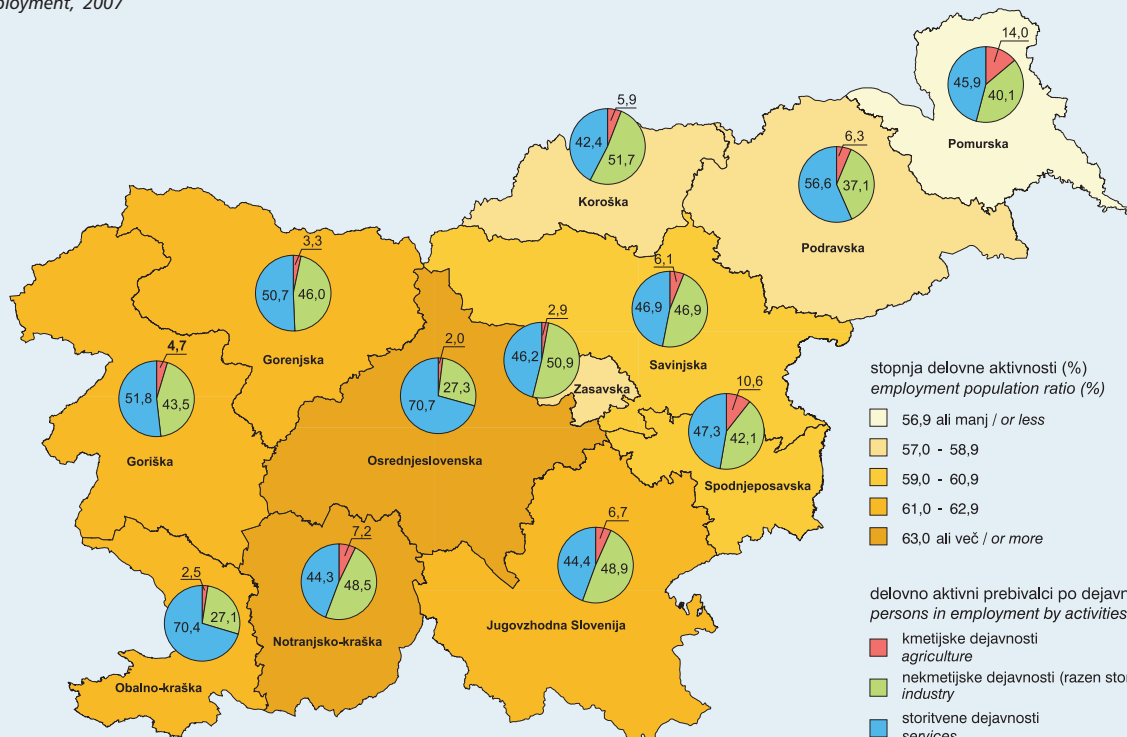 ployment, 2007
14,0
45,9
40,1
Pomurska
5,9
42,4
51,7
Koroška
6,3
56,6
37,1
Podravska
3,3
50,7
46,0
Gorenjska
6,1
46,9
46,9
Savinjska
2,9
46,2
50,9
Zasavska
4,7
51,8
43,5
Goriška
2,0
70,7
27,3
Osrednjeslovenska
10,6
47,3
42,1
Spodnjeposavska
7,2
44,3
48,5
Notranjsko-kraška
6,7
44,4
48,9
Jugovzhodna Slovenija
2,5
70,4
27,1
Obalno-kraška
stopnja delovne aktivnosti (%)
employment population ratio (%)
56,9 ali manj / or less
57,0 - 58,9
59,0 - 60,9
61,0 - 62,9
63,0 ali več / or more
delovno aktivni prebivalci po dejavn
persons in employment by activities
kmetijske dejavnosti
agriculture
nekmetijske dejavnosti (razen stor
industry
storitvene dejavnosti
services